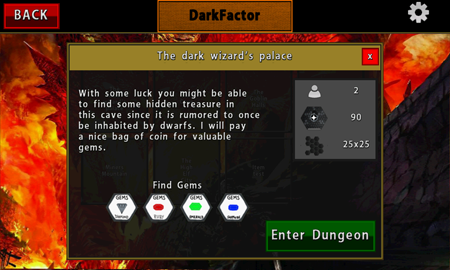 BACK
DarkFactor
The dark wizard's palace
x
With some luck you might be able
to find some hidden treasure in
this cave since it is rumored to once
be inhabited by dwarfs. I will pay
a nice bag of coin for valuable
gems.
2
90
25x25
Find Gems
GEMS GEMS GEMS GEMS
Enter Dungeon